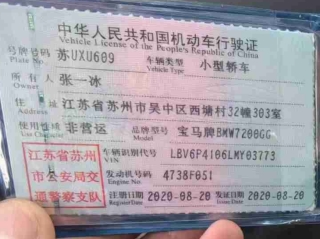 中华人民共和国机动车行驶证
Vehicle License of the People's Republic of China
号牌号码 苏UXU609 车辆类型 小型轿车
Plate No. Vehicle Type
所有人 张一冰
Owner
住址 江苏省苏州市吴中区西塘村32幢303室
Address
使用性质 非营运 品牌型号 宝马牌BMW7200GG
Use Character Model
江苏省苏州 车辆识别代号 LBV6P4106LMY03773
VIN
市公安局交 发动机号码 4738F051
Engine No.
通警察支队 注册日期 2020-08-20 发证日期 2020-08-20
Register Date Issue Date